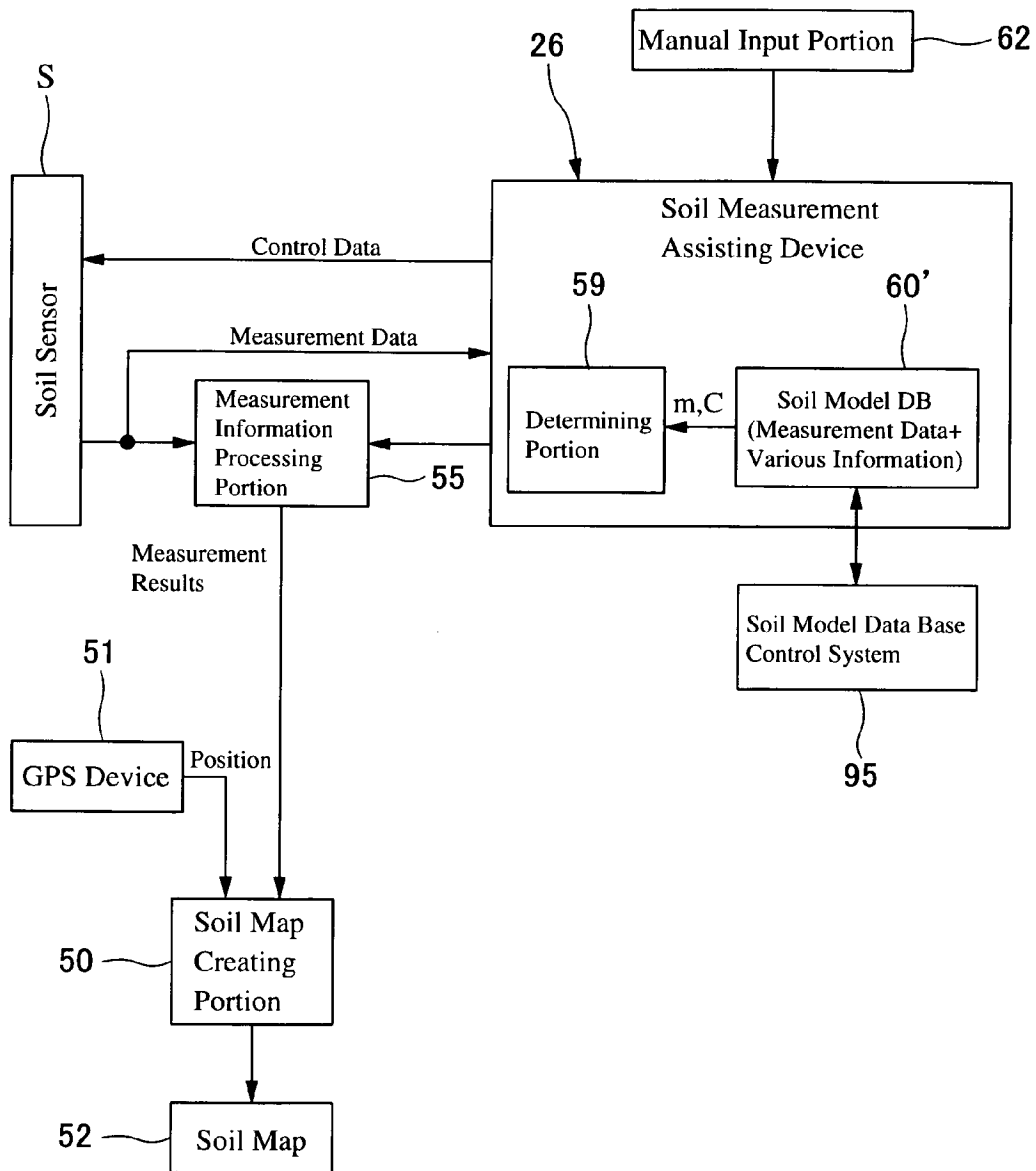 Manual Input Portion
62
26
S
Soil Measurement
Assisting Device
Control Data
59
60’
Soil Sensor
Measurement Data
Measurement
Information
Processing
Portion
55
Determining
Portion
m,C
Soil Model DB
(Measurement Data+
Various Information)
Measurement
Results
Soil Model Data Base
Control System
95
51
GPS Device
Position
Soil Map
Creating
Portion
50
52
Soil Map